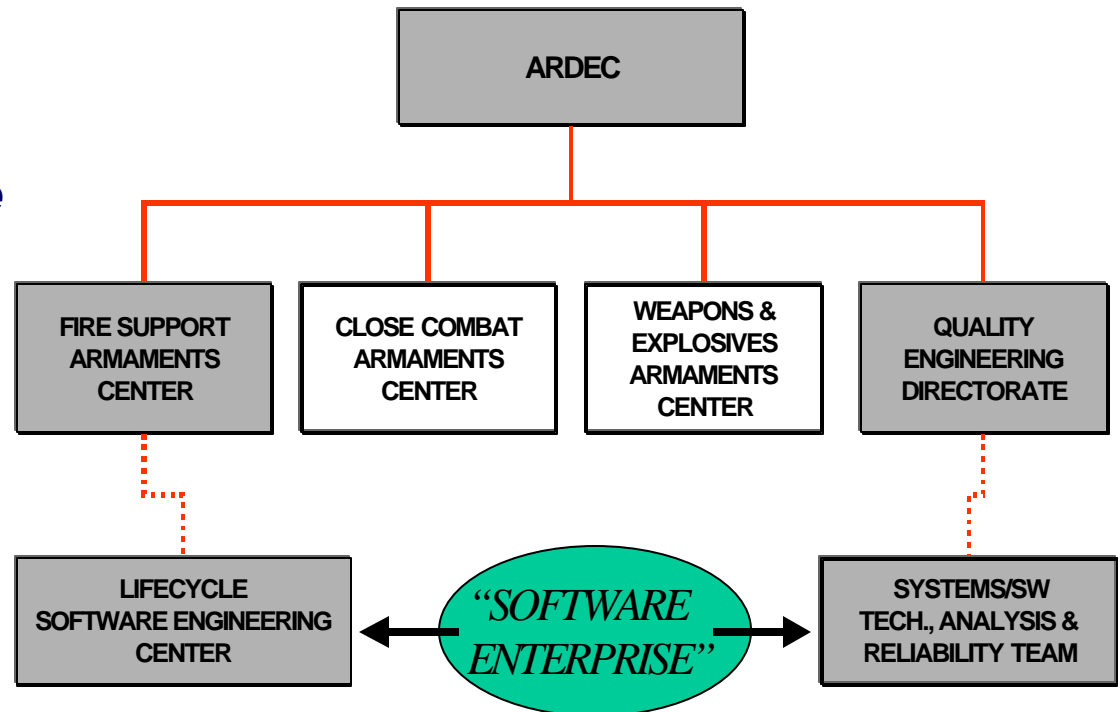 ARDEC
e
FIRE SUPPORT
ARMAMENTS
CENTER
CLOSE COMBAT
ARMAMENTS
CENTER
WEAPONS &
EXPLOSIVES
ARMAMENTS
CENTER
QUALITY
ENGINEERING
DIRECTORATE
LIFECYCLE
SOFTWARE ENGINEERING
CENTER
“SOFTWARE
ENTERPRISE”
SYSTEMS/SW
TECH., ANALYSIS &
RELIABILITY TEAM